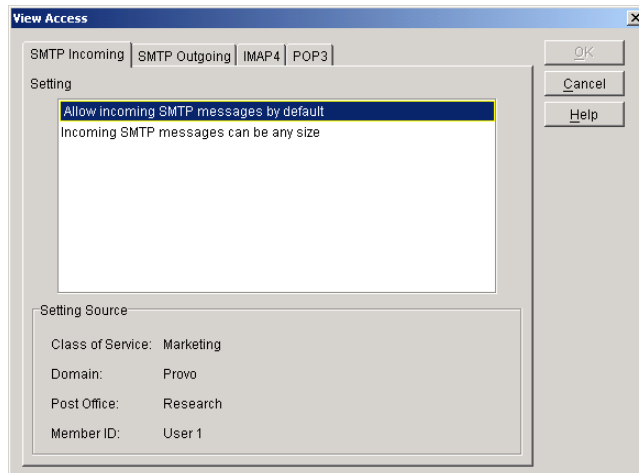 View Access
SMTP Incoming SMTP Outgoing IMAP4 POP3
OK
Cancel
Help
Setting
Allow incoming SMTP messages by default
Incoming SMTP messages can be any size
Setting Source
Class of Service: Marketing
Domain: Provo
Post Office: Research
Member ID: User 1